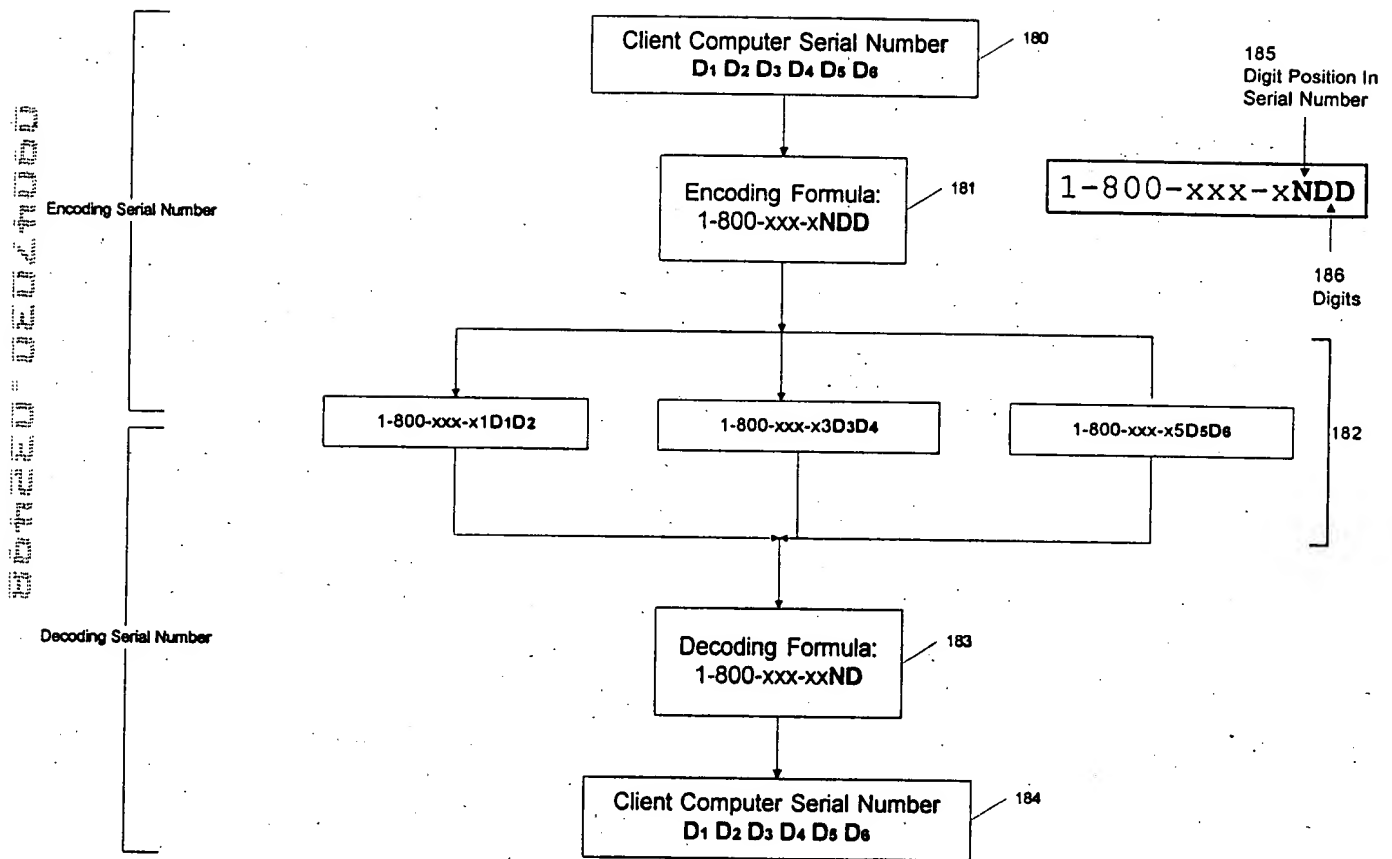 Client Computer Serial Number
D1 D2 D3 D4 D5 D6
180
185
Digit Position In
Serial Number
Encoding Formula:
1-800-xxx-xNDD
181
1-800-xxx-xNDD
Encoding Serial Number
186
Digits
1-800-xxx-x1D1D2
1-800-xxx-x3D3D4
1-800-xxx-x5D5D6
182
Decoding Serial Number
Decoding Formula:
1-800-xxx-xxND
183
Client Computer Serial Number
D1 D2 D3 D4 D5 D6
184